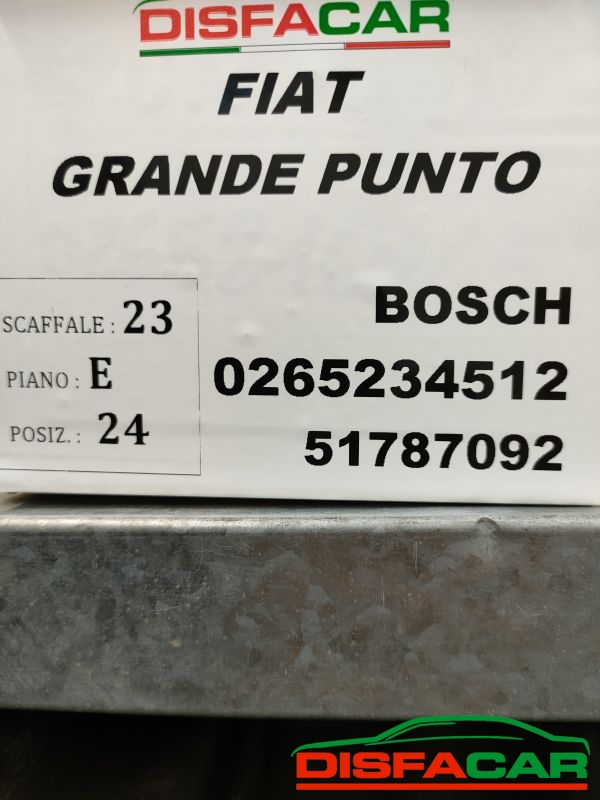 DISFACAR
FIAT
GRANDE PUNTO
SCAFFALE : 23
PIANO : E
POSIZ. : 24
BOSCH
0265234512
51787092
DISFACAR